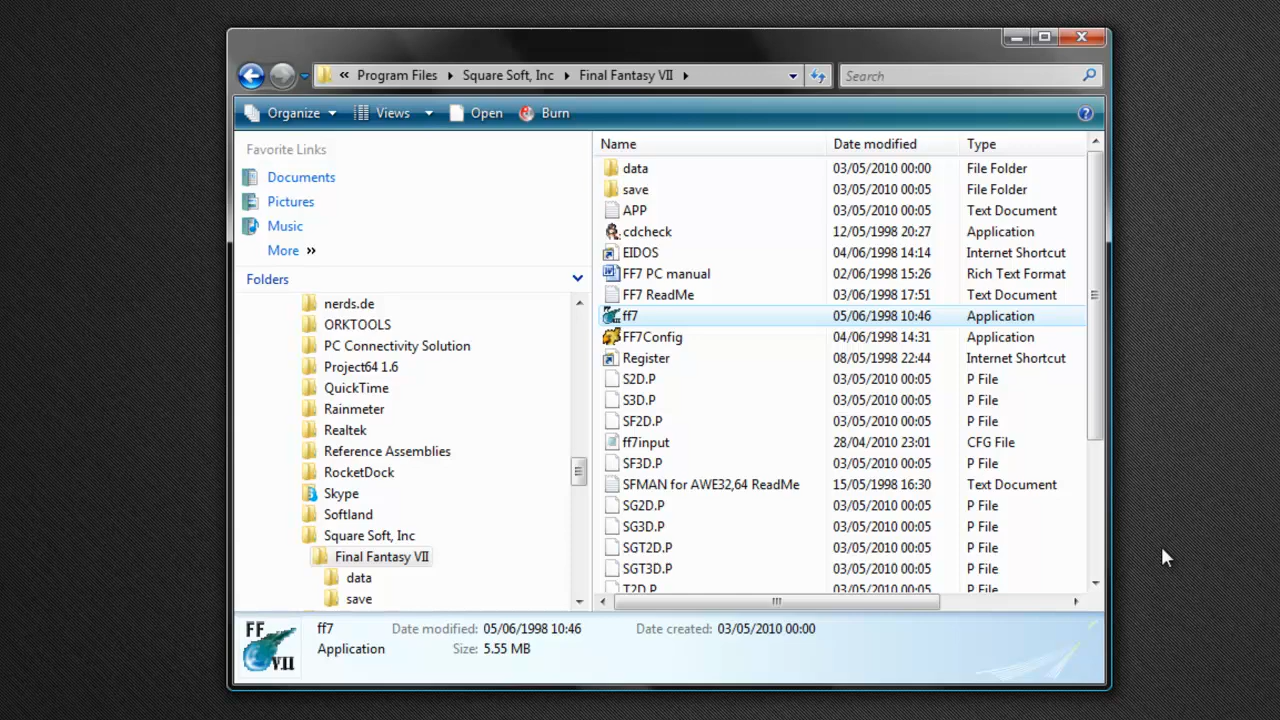 « Program Files ▸ Square Soft, Inc ▸ Final Fantasy VII ▸
Search
Organize Views Open Burn
Favorite Links
Documents
Pictures
Music
More »
Folders
nerds.de
ORKTOOLS
PC Connectivity Solution
Project64 1.6
QuickTime
Rainmeter
Realtek
Reference Assemblies
RocketDock
Skype
Softland
Square Soft, Inc
Final Fantasy VII
data
save
Name Date modified Type
data 03/05/2010 00:00 File Folder
save 03/05/2010 00:05 File Folder
APP 03/05/2010 00:05 Text Document
cdcheck 12/05/1998 20:27 Application
EIDOS 04/06/1998 14:14 Internet Shortcut
FF7 PC manual 02/06/1998 15:26 Rich Text Format
FF7 ReadMe 03/06/1998 17:51 Text Document
ff7 05/06/1998 10:46 Application
FF7Config 04/06/1998 14:31 Application
Register 08/05/1998 22:44 Internet Shortcut
S2D.P 03/05/2010 00:05 P File
S3D.P 03/05/2010 00:05 P File
SF2D.P 03/05/2010 00:05 P File
ff7input 28/04/2010 23:01 CFG File
SF3D.P 03/05/2010 00:05 P File
SFMAN for AWE32,64 ReadMe 15/05/1998 16:30 Text Document
SG2D.P 03/05/2010 00:05 P File
SG3D.P 03/05/2010 00:05 P File
SGT2D.P 03/05/2010 00:05 P File
SGT3D.P 03/05/2010 00:05 P File
T2D.P 03/05/2010 00:05 P File
FF
VII
ff7 Date modified: 05/06/1998 10:46 Date created: 03/05/2010 00:00
Application Size: 5.55 MB